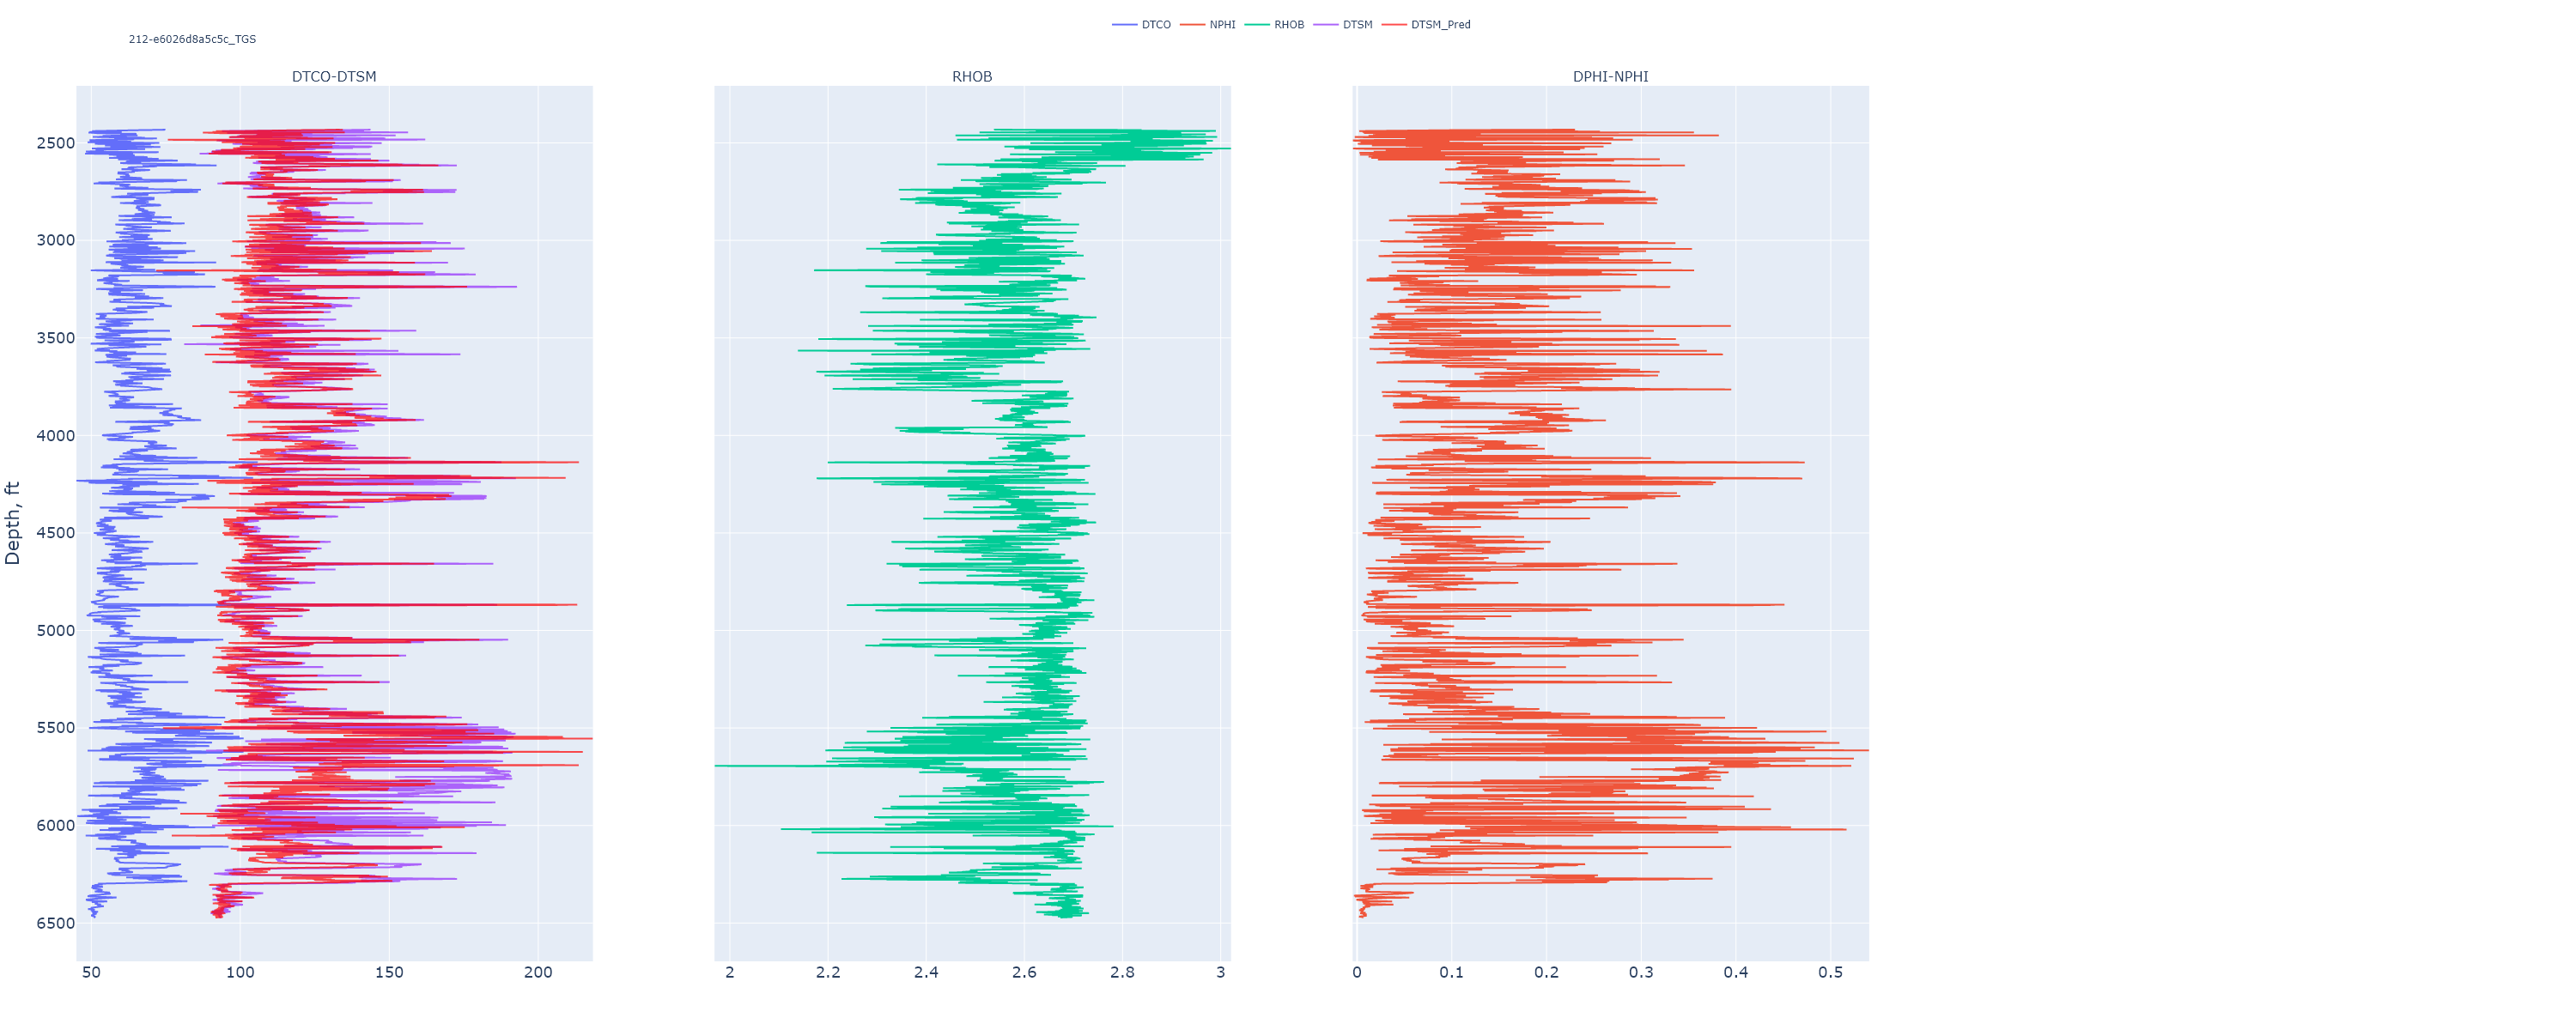 DTCO NPHI RHOB DTSM DTSM_Pred
212-e6026d8a5c5c_TGS
DTCO-DTSM RHOB DPHI-NPHI
Depth, ft
2500
3000
3500
4000
4500
5000
5500
6000
6500
50 100 150 200 2 2.2 2.4 2.6 2.8 3 0 0.1 0.2 0.3 0.4 0.5